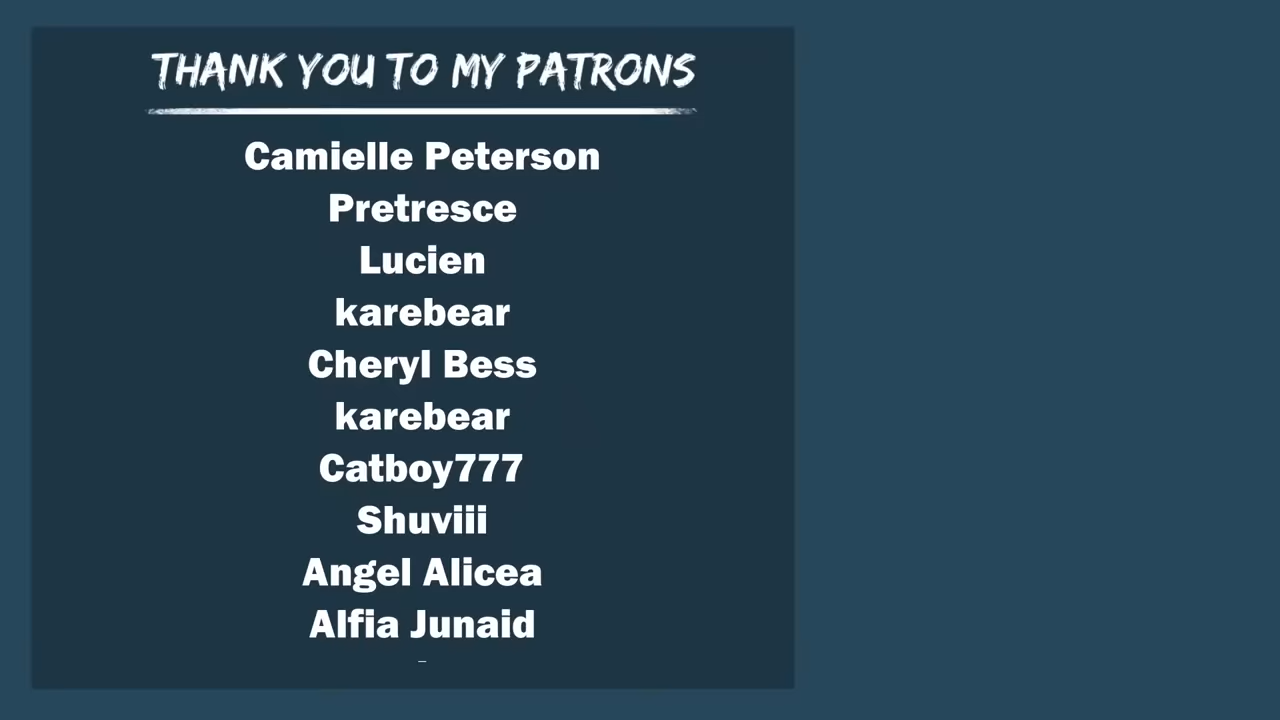 THANK YOU TO MY PATRONS
Camielle Peterson
Pretresce
Lucien
karebear
Cheryl Bess
karebear
Catboy777
Shuviii
Angel Alicea
Alfia Junaid